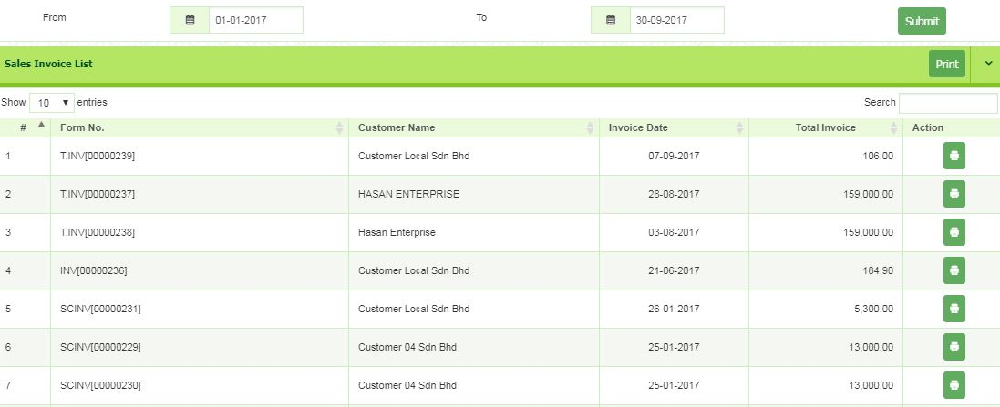 From 01-01-2017 To 30-09-2017 Submit
Sales Invoice List Print
Show 10 entries Search
# Form No. Customer Name Invoice Date Total Invoice Action
1 T.INV[00000239] Customer Local Sdn Bhd 07-09-2017 106.00
2 T.INV[00000237] HASAN ENTERPRISE 28-08-2017 159,000.00
3 T.INV[00000238] Hasan Enterprise 03-08-2017 159,000.00
4 INV[00000236] Customer Local Sdn Bhd 21-06-2017 184.90
5 SCINV[00000231] Customer Local Sdn Bhd 26-01-2017 5,300.00
6 SCINV[00000229] Customer 04 Sdn Bhd 25-01-2017 13,000.00
7 SCINV[00000230] Customer 04 Sdn Bhd 25-01-2017 13,000.00